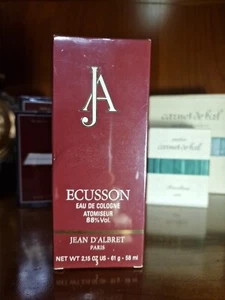 JA
ECUSSON
EAU DE COLOGNE
ATOMISEUR
88% Vol.
JEAN D'ALBRET
PARIS
NET WT 2.15 OZ US - 61 g - 68 ml
carnet de bal